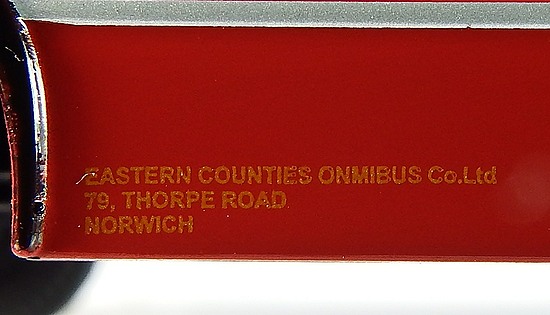 EASTERN COUNTIES ONMIBUS Co.Ltd
79, THORPE ROAD
NORWICH